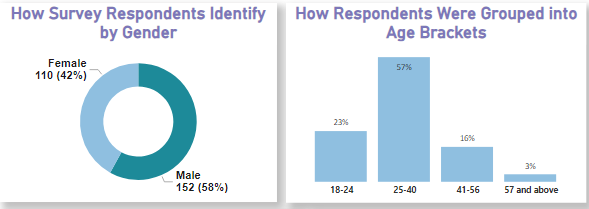 How Survey Respondents Identify
by Gender
Female
110 (42%)
Male
152 (58%)
How Respondents Were Grouped into
Age Brackets
23%
57%
16%
3%
18-24
25-40
41-56
57 and above